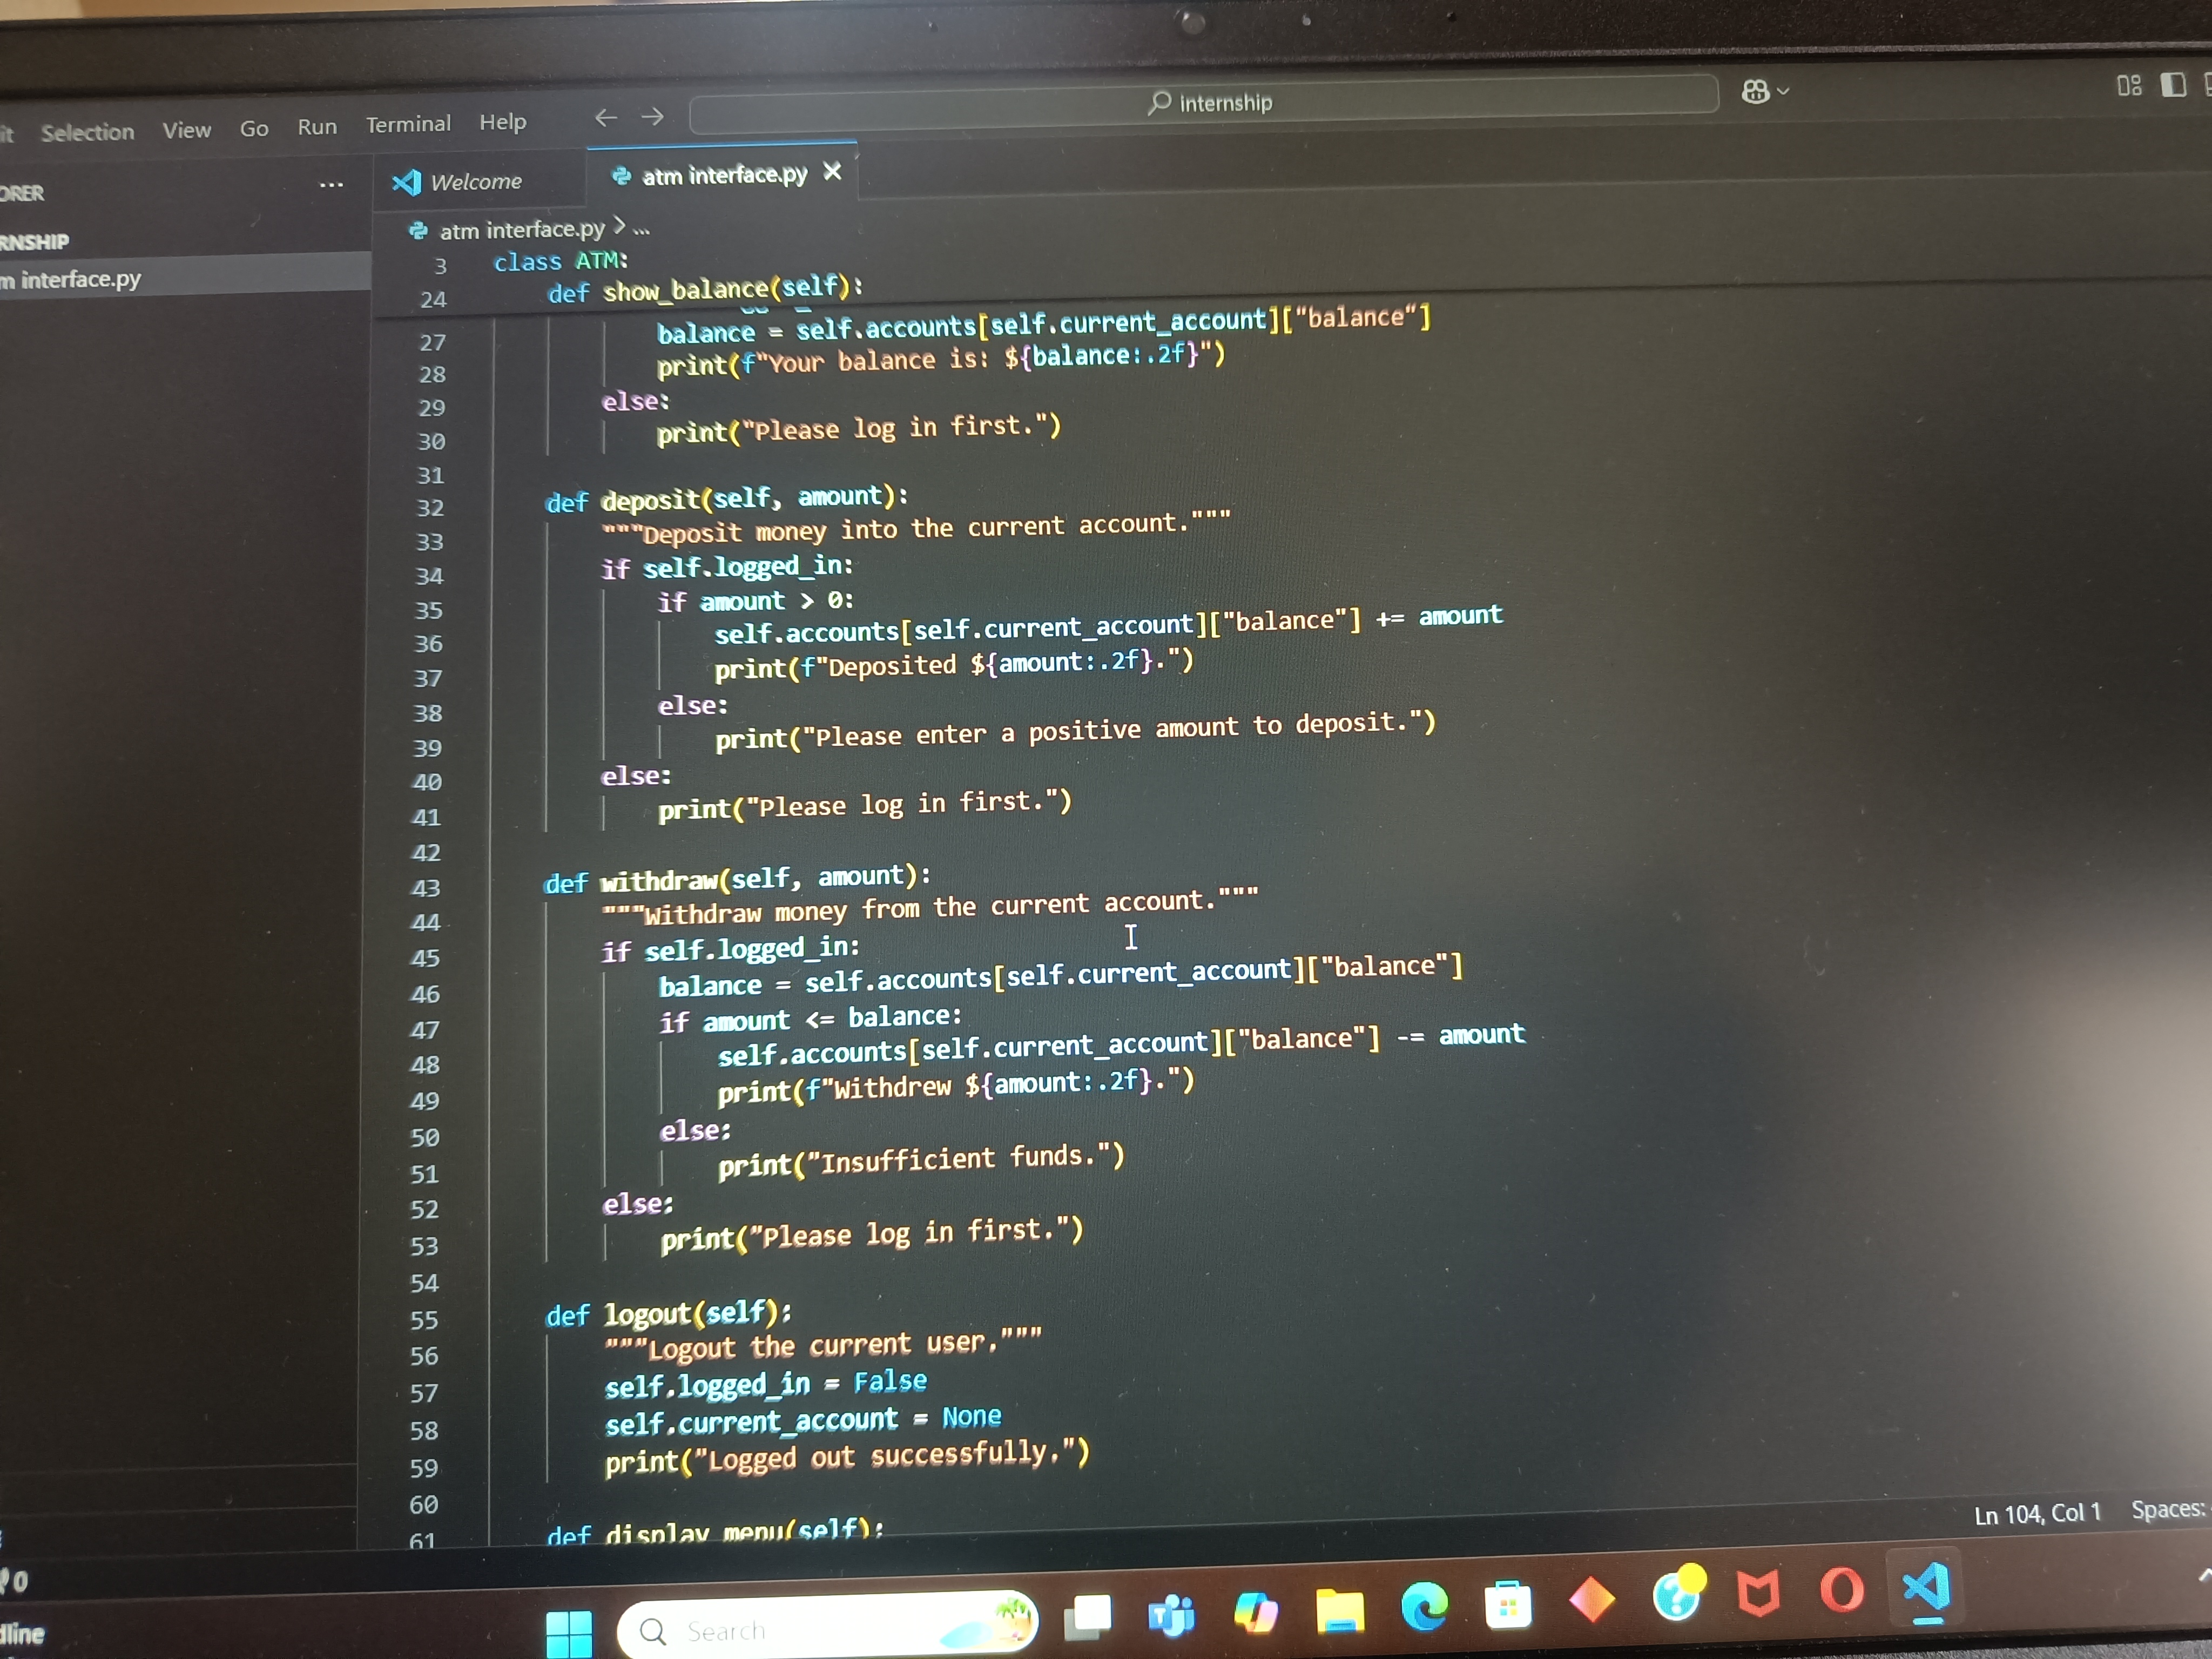 Selection View Go Run Terminal Help
internship
Welcome
atm interface.py
atm interface.py > ...
3 class ATM:
24 def show_balance(self):
27 balance = self.accounts[self.current_account]["balance"]
28 print(f"Your balance is: ${balance:.2f}")
29 else:
30 print("Please log in first.")
31
32 def deposit(self, amount):
33 """Deposit money into the current account."""
34 if self.logged_in:
35 if amount > 0:
36 self.accounts[self.current_account]["balance"] += amount
37 print(f"Deposited ${amount:.2f}.")
38 else:
39 print("Please enter a positive amount to deposit.")
40 else:
41 print("Please log in first.")
42
43 def withdraw(self, amount):
44 """Withdraw money from the current account."""
45 if self.logged_in:
46 balance = self.accounts[self.current_account]["balance"]
47 if amount <= balance:
48 self.accounts[self.current_account]["balance"] -= amount
49 print(f"Withdrew ${amount:.2f}.")
50 else:
51 print("Insufficient funds.")
52 else:
53 print("Please log in first.")
54
55 def logout(self):
56 """Logout the current user."""
57 self.logged_in = False
58 self.current_account = None
59 print("Logged out successfully.")
60
61 def display_menu(self):
ORER
RNSHIP
m interface.py
0
Ln 104, Col 1 Spaces:
dline
Search